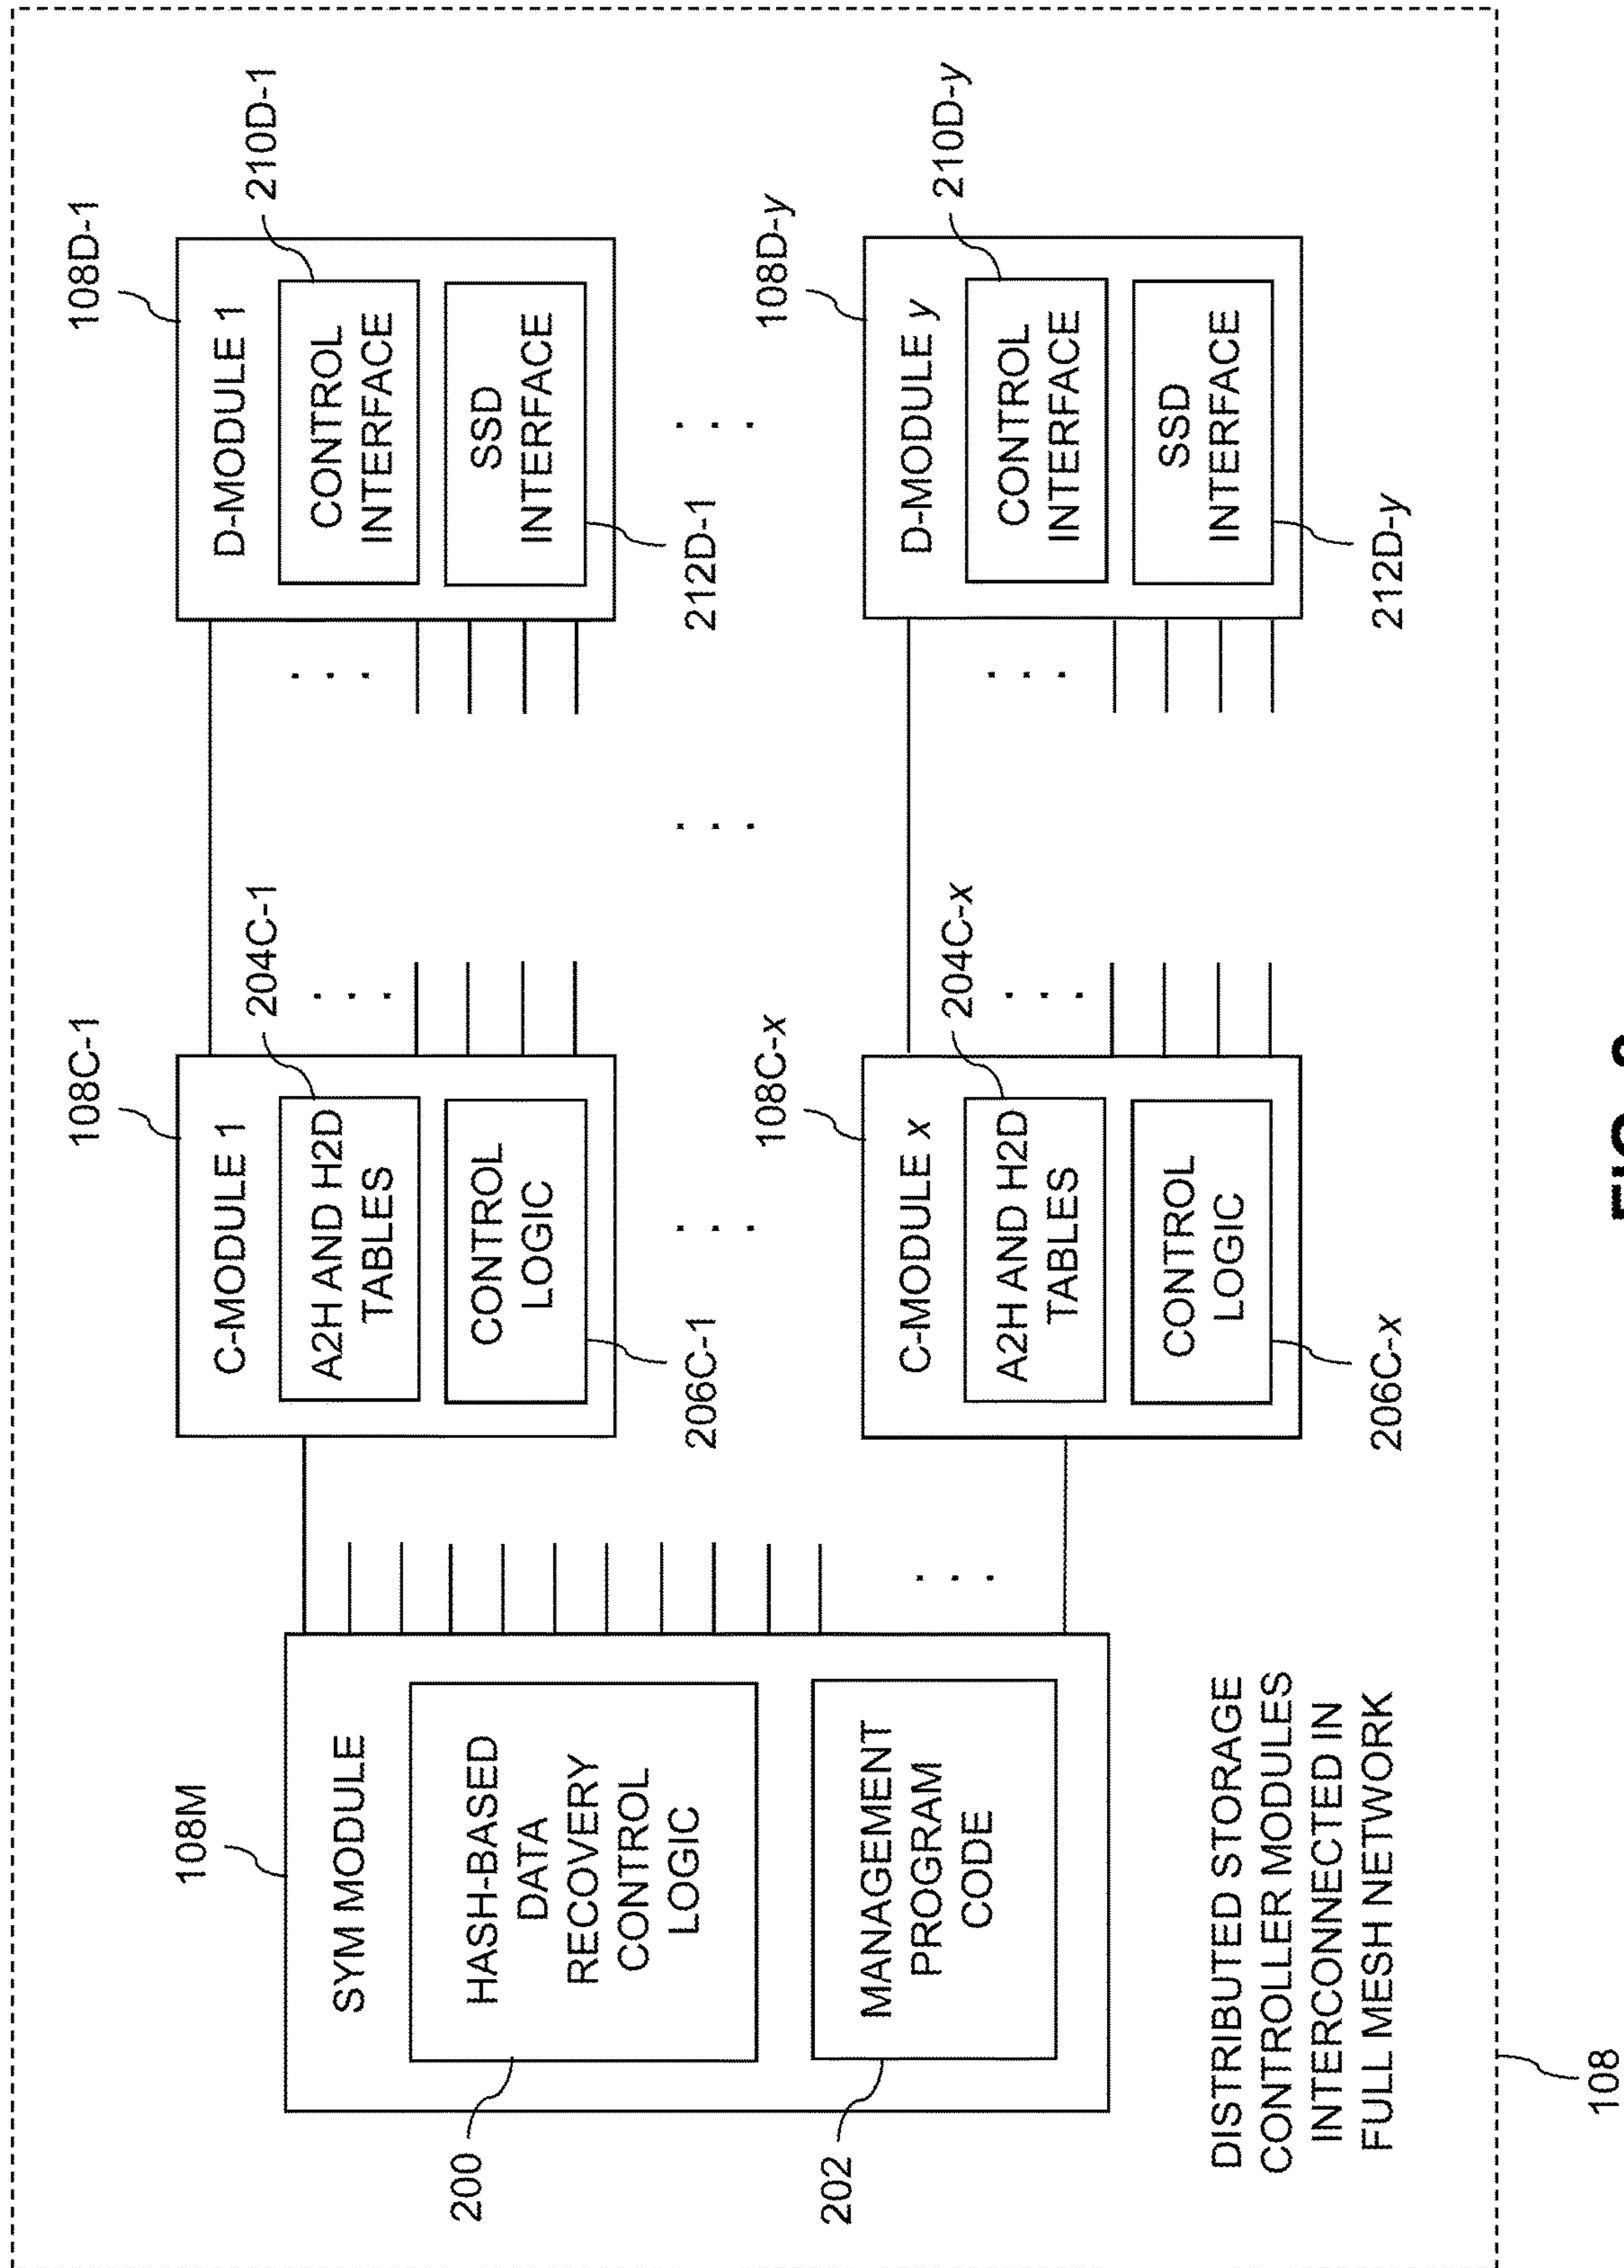 108D-1
108C-1
210D-1
204C-1
108M
D-MODULE 1
C-MODULE 1
CONTROL
INTERFACE
A2H AND H2D
TABLES
SYM MODULE
SSD
INTERFACE
CONTROL
LOGIC
HASH-BASED
DATA
RECOVERY
CONTROL
LOGIC
200
212D-1
206C-1
. . .
108D-y
108C-x
210D-y
204C-x
MANAGEMENT
PROGRAM
CODE
202
D-MODULE y
C-MODULE x
CONTROL
INTERFACE
A2H AND H2D
TABLES
SSD
INTERFACE
CONTROL
LOGIC
212D-y
206C-x
DISTRIBUTED STORAGE
CONTROLLER MODULES
INTERCONNECTED IN
FULL MESH NETWORK
108
FIG.